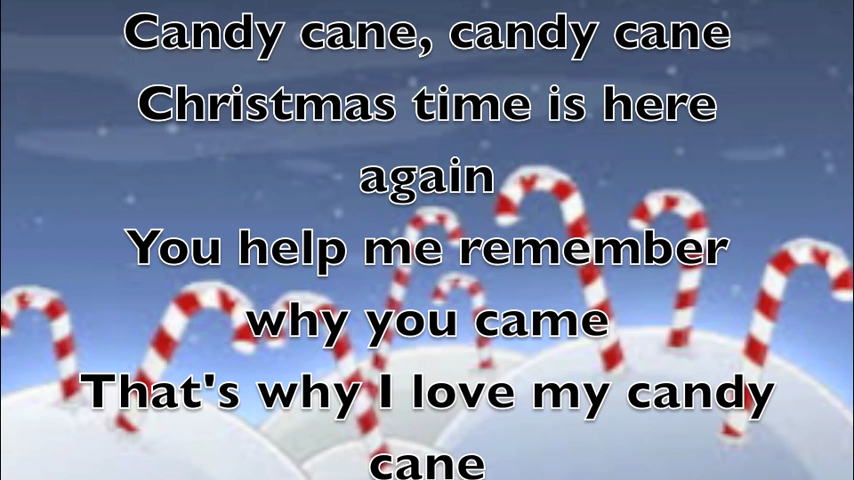 Candy cane, candy cane
Christmas time is here
again
You help me remember
why you came
That's why I love my candy
cane